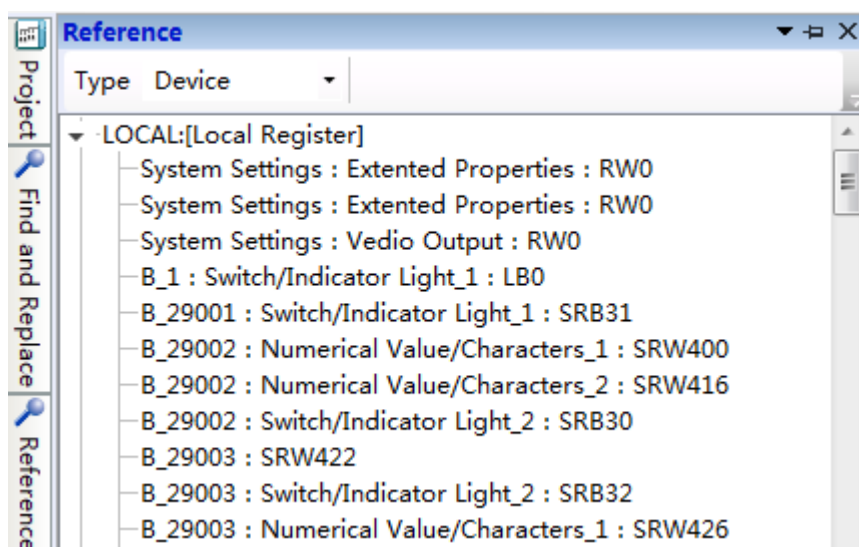 Reference
Type Device
LOCAL:[Local Register]
System Settings : Extented Properties : RW0
System Settings : Extented Properties : RW0
System Settings : Vedio Output : RW0
B_1 : Switch/Indicator Light_1 : LB0
B_29001 : Switch/Indicator Light_1 : SRB31
B_29002 : Numerical Value/Characters_1 : SRW400
B_29002 : Numerical Value/Characters_2 : SRW416
B_29002 : Switch/Indicator Light_2 : SRB30
B_29003 : SRW422
B_29003 : Switch/Indicator Light_2 : SRB32
B_29003 : Numerical Value/Characters_1 : SRW426
Project
Find and Replace
Reference